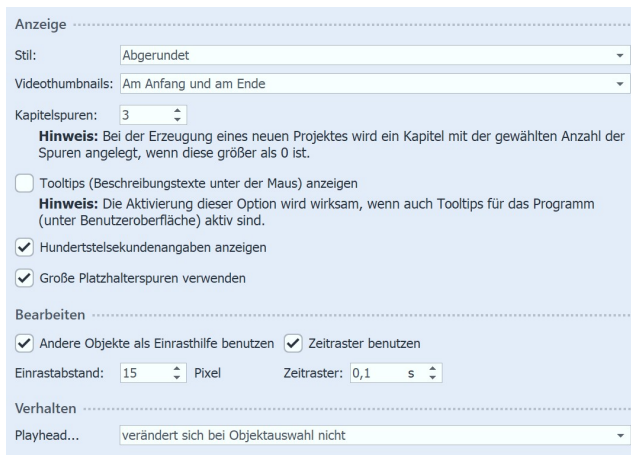 Anzeige
Stil: Abgerundet
Videothumbnails: Am Anfang und am Ende
Kapitelspuren: 3
Hinweis: Bei der Erzeugung eines neuen Projektes wird ein Kapitel mit der gewählten Anzahl der
Spuren angelegt, wenn diese größer als 0 ist.
Tooltips (Beschreibungstexte unter der Maus) anzeigen
Hinweis: Die Aktivierung dieser Option wird wirksam, wenn auch Tooltips für das Programm
(unter Benutzeroberfläche) aktiv sind.
Hundertstelsekundenangaben anzeigen
Große Platzhalterspuren verwenden
Bearbeiten
Andere Objekte als Einrasthilfe benutzen Zeitraster benutzen
Einrastabstand: 15 Pixel Zeitraster: 0,1 s
Verhalten
Playhead... verändert sich bei Objektauswahl nicht